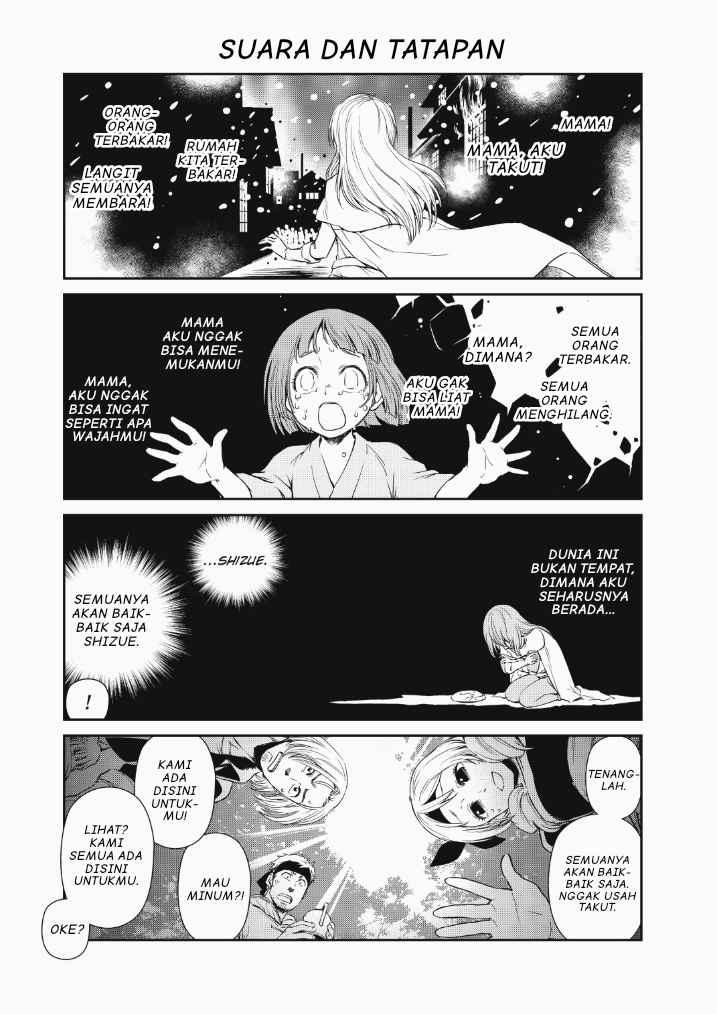 SUARA DAN TATAPAN
MAMA!
MAMA, AKU
TAKUT!
RUMAH
KITA TER-
BAKAR!
ORANG-
ORANG
TERBAKAR!
LANGIT
SEMUANYA
MEMBARA!
SEMUA
ORANG
TERBAKAR.
SEMUA
ORANG
MENGHILANG.
MAMA,
DIMANA?
AKU GAK
BISA LIAT
MAMA!
MAMA
AKU NGGAK
BISA MENE-
MUKANMU!
MAMA,
AKU NGGAK
BISA INGAT
SEPERTI APA
WAJAHMU!
DUNIA INI
BUKAN TEMPAT,
DIMANA AKU
SEHARUSNYA
BERADA...
...SHIZUE.
SEMUANYA
AKAN BAIK-
BAIK SAJA
SHIZUE.
!
TENANG-
LAH.
SEMUANYA
AKAN BAIK-
BAIK SAJA.
NGGAK USAH
TAKUT.
MAU
MINUM?!
KAMI
ADA
DISINI
UNTUK-
MU!
LIHAT?
KAMI
SEMUA ADA
DISINI
UNTUKMU.
OKE?